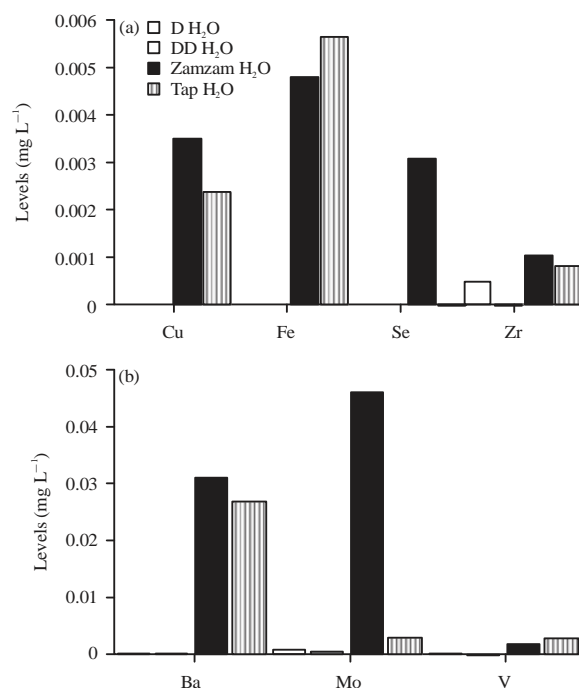 (a)
D H₂O
DD H₂O
Zamzam H₂O
Tap H₂O
Levels (mg L⁻¹)
0.006
0.005
0.004
0.003
0.002
0.001
0
Cu Fe Se Zr
(b)
Levels (mg L⁻¹)
0.05
0.04
0.03
0.02
0.01
0
Ba Mo V